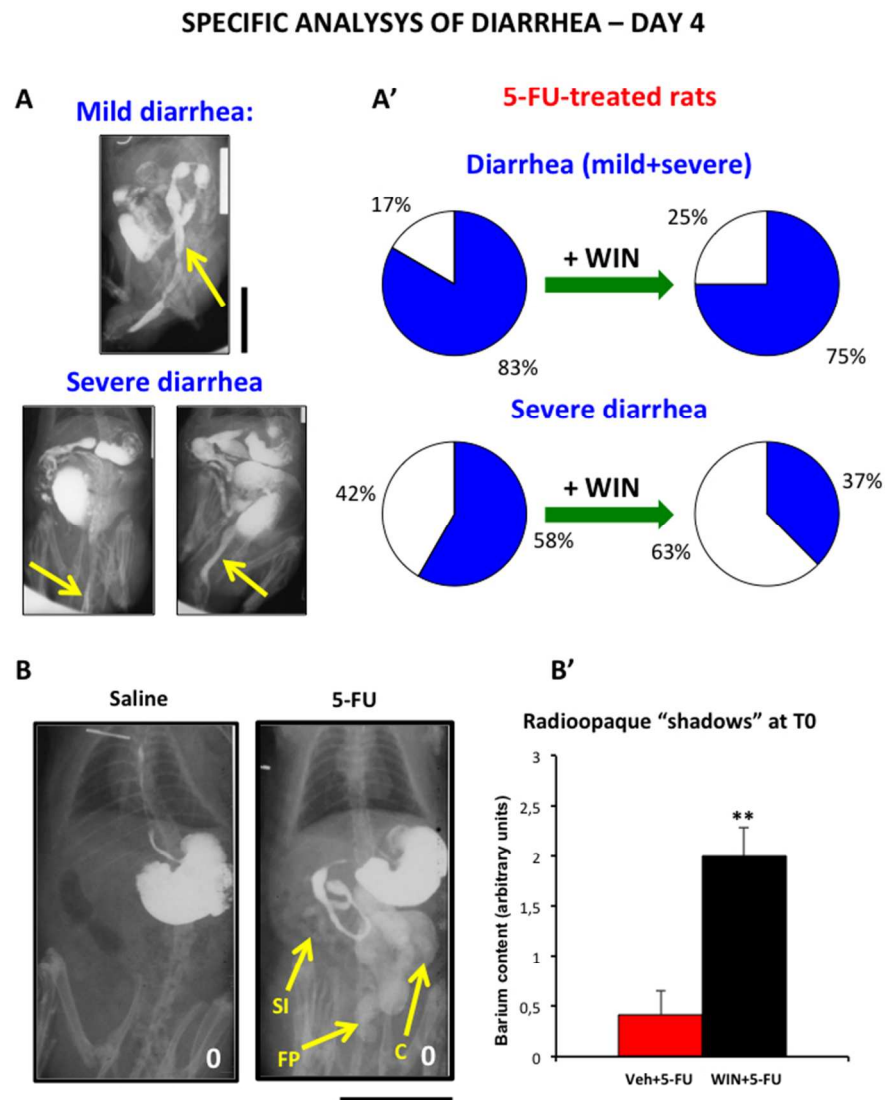 SPECIFIC ANALYSYS OF DIARRHEA – DAY 4
A
Mild diarrhea:
Severe diarrhea
A’
5-FU-treated rats
Diarrhea (mild+severe)
17%
83%
+ WIN
25%
75%
Severe diarrhea
42%
58%
+ WIN
63%
37%
B
Saline
0
5-FU
SI
FP
C
0
B’
Radioopaque “shadows” at T0
Barium content (arbitrary units)
3
2,5
2
1,5
1
0,5
0
**
Veh+5-FU
WIN+5-FU